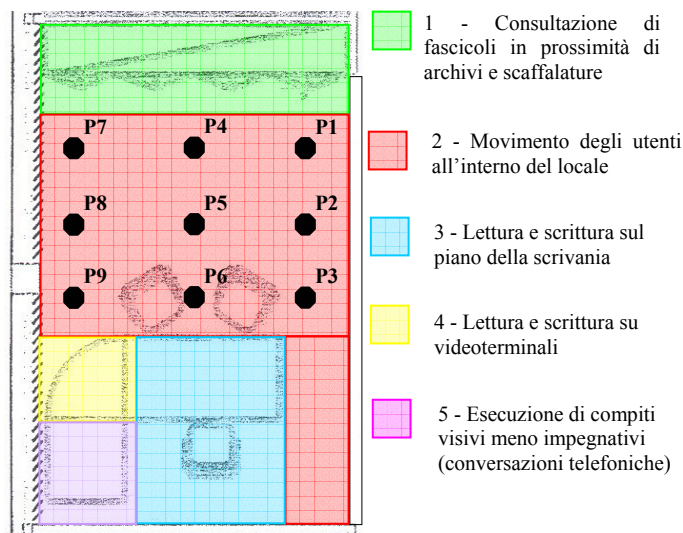 P7 P4 P1
P8 P5 P2
P9 P6 P3
1 - Consultazione di
fascicoli in prossimità di
archivi e scaffalature
2 - Movimento degli utenti
all’interno del locale
3 - Lettura e scrittura sul
piano della scrivania
4 - Lettura e scrittura su
videoterminali
5 - Esecuzione di compiti
visivi meno impegnativi
(conversazioni telefoniche)